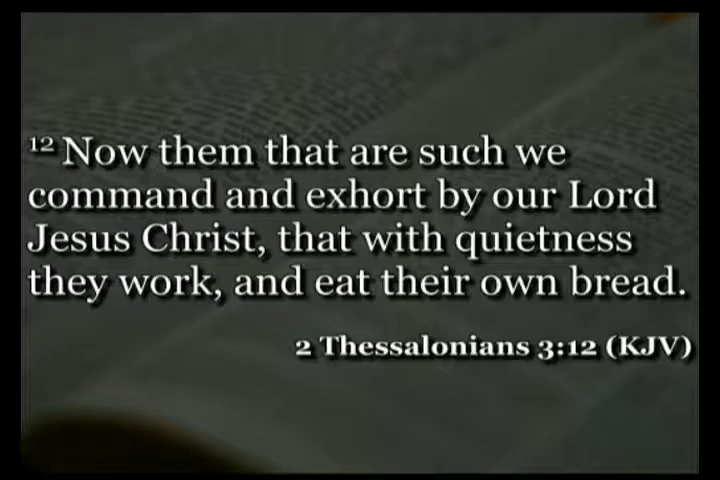 12 Now them that are such we
command and exhort by our Lord
Jesus Christ, that with quietness
they work, and eat their own bread.
2 Thessalonians 3:12 (KJV)